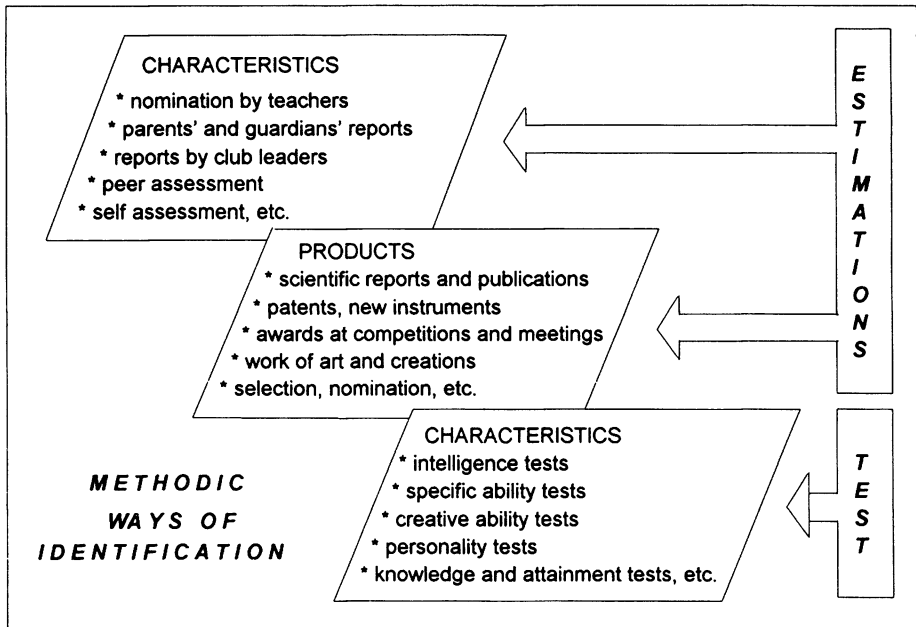 CHARACTERISTICS
* nomination by teachers
* parents' and guardians' reports
* reports by club leaders
* peer assessment
* self assessment, etc.
PRODUCTS
* scientific reports and publications
* patents, new instruments
* awards at competitions and meetings
* work of art and creations
* selection, nomination, etc.
CHARACTERISTICS
* intelligence tests
* specific ability tests
* creative ability tests
* personality tests
* knowledge and attainment tests, etc.
METHODIC
WAYS OF
IDENTIFICATION
ESTIMATIONS
TEST